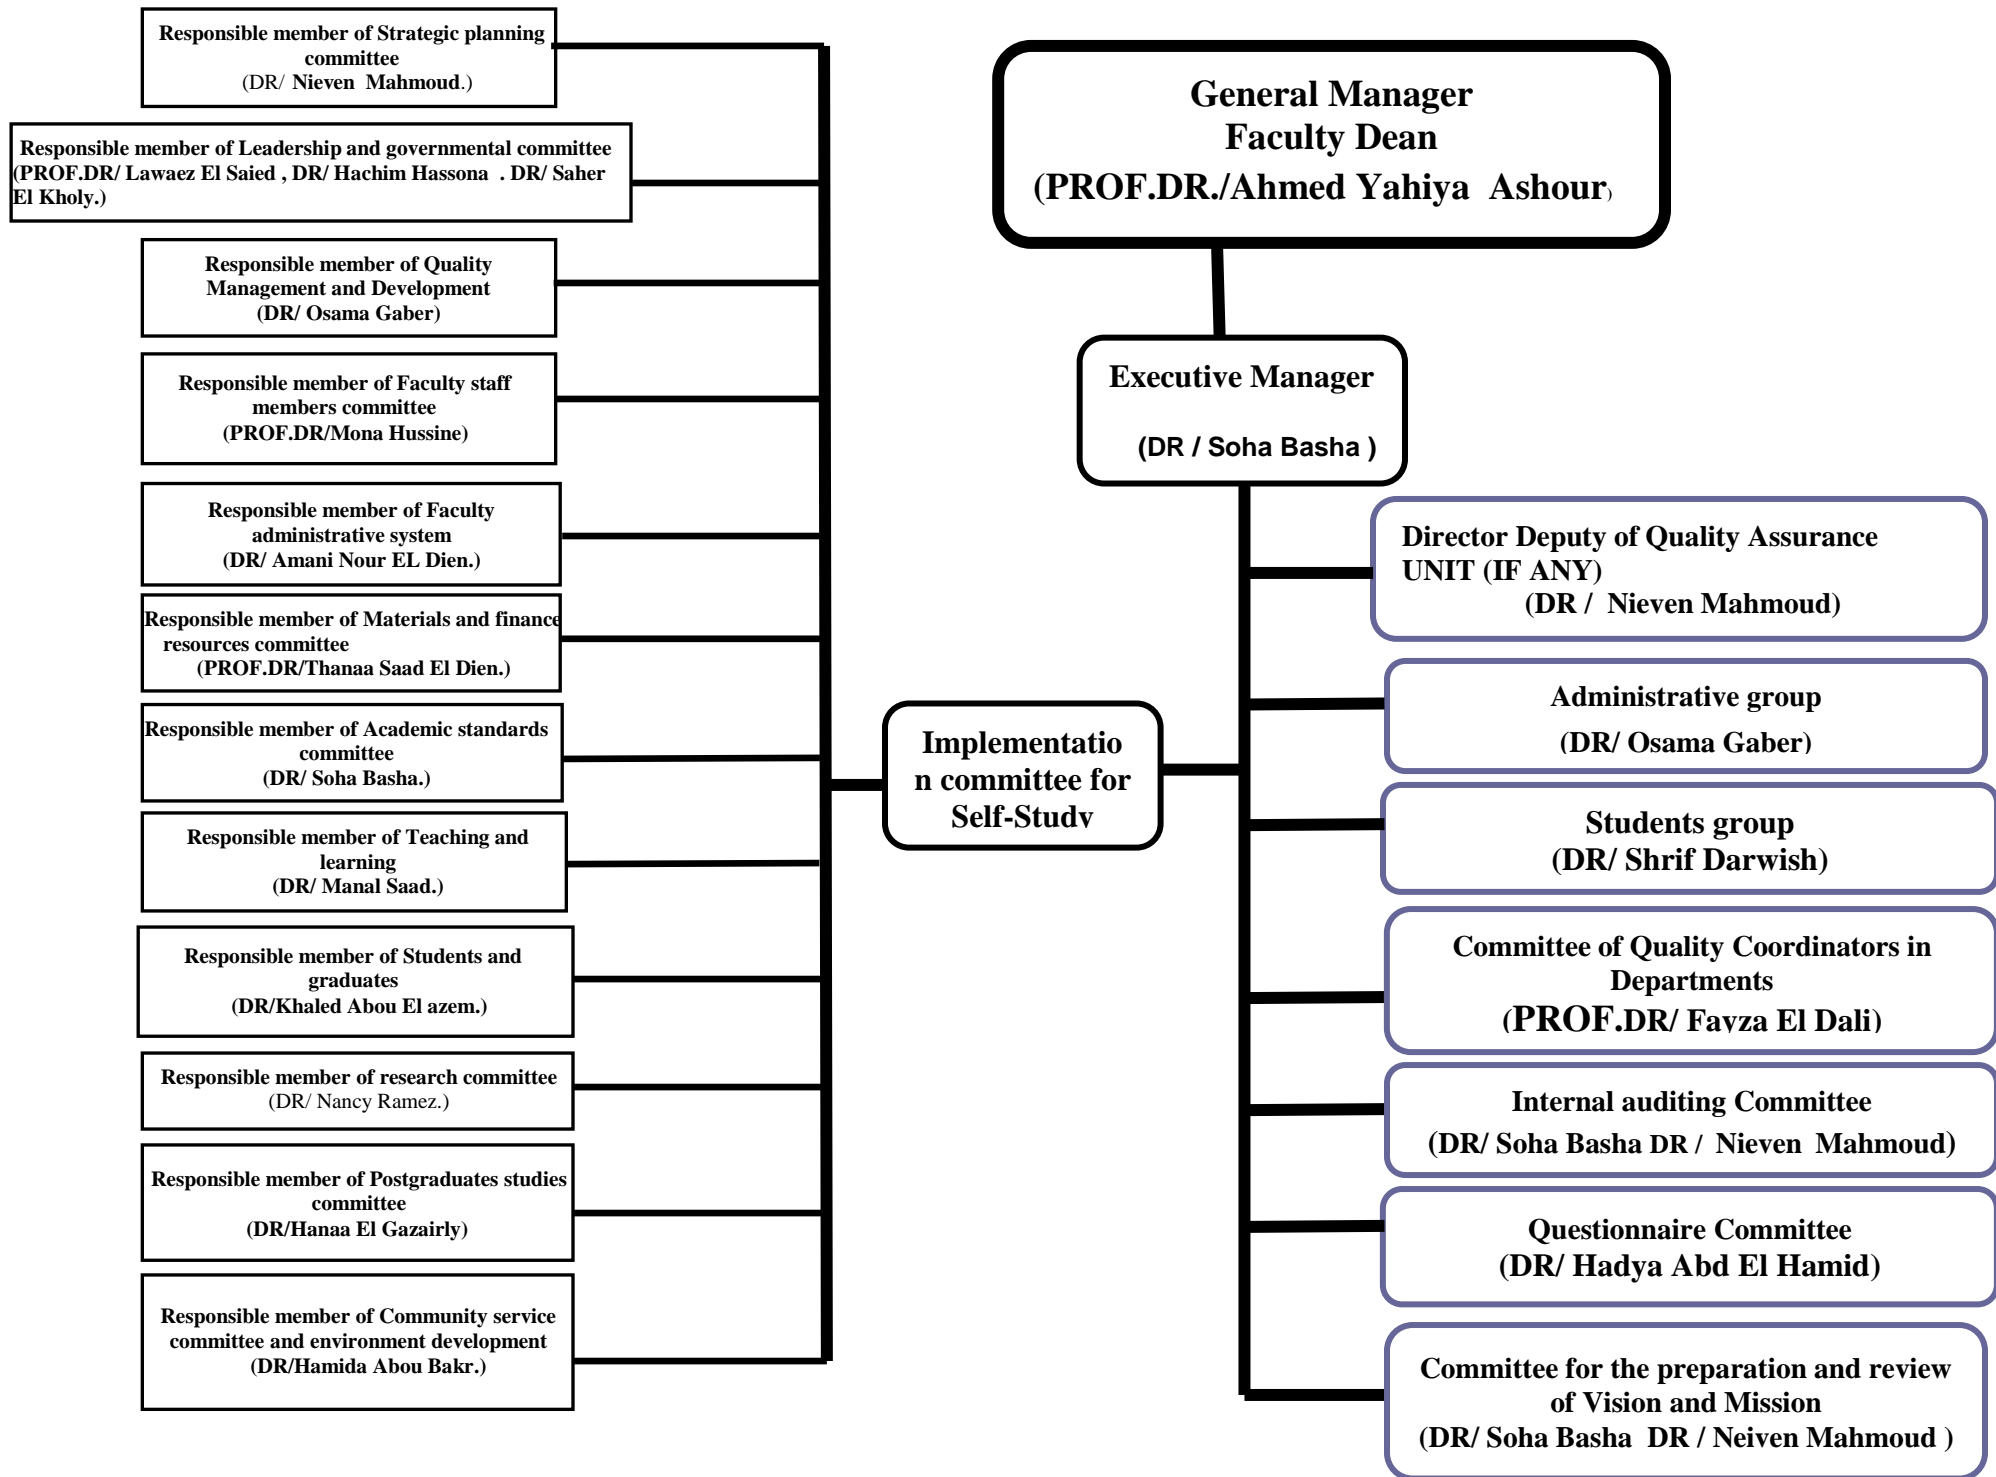 Responsible member of Strategic planning
committee
(DR/ Nieven Mahmoud.)
Responsible member of Leadership and governmental committee
(PROF.DR/ Lawaez El Saied , DR/ Hachim Hassona . DR/ Saher
El Kholy.)
Responsible member of Quality
Management and Development
(DR/ Osama Gaber)
Responsible member of Faculty staff
members committee
(PROF.DR/Mona Hussine)
Responsible member of Faculty
administrative system
(DR/ Amani Nour EL Dien.)
Responsible member of Materials and finance
resources committee
(PROF.DR/Thanaa Saad El Dien.)
Responsible member of Academic standards
committee
(DR/ Soha Basha.)
Responsible member of Teaching and
learning
(DR/ Manal Saad.)
Responsible member of Students and
graduates
(DR/Khaled Abou El azem.)
Responsible member of research committee
(DR/ Nancy Ramez.)
Responsible member of Postgraduates studies
committee
(DR/Hanaa El Gazairly)
Responsible member of Community service
committee and environment development
(DR/Hamida Abou Bakr.)
Implementatio
n committee for
Self-Study
General Manager
Faculty Dean
(PROF.DR./Ahmed Yahiya Ashour)
Executive Manager
(DR / Soha Basha )
Director Deputy of Quality Assurance
UNIT (IF ANY)
(DR / Nieven Mahmoud)
Administrative group
(DR/ Osama Gaber)
Students group
(DR/ Shrif Darwish)
Committee of Quality Coordinators in
Departments
(PROF.DR/ Fayza El Dali)
Internal auditing Committee
(DR/ Soha Basha DR / Nieven Mahmoud)
Questionnaire Committee
(DR/ Hadya Abd El Hamid)
Committee for the preparation and review
of Vision and Mission
(DR/ Soha Basha DR / Neiven Mahmoud )